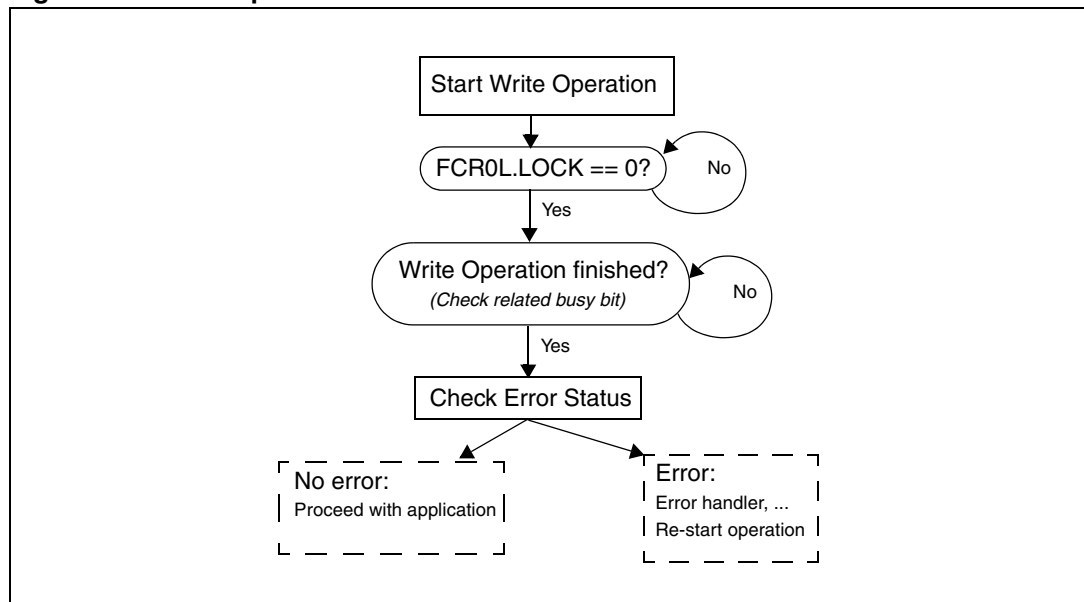 Start Write Operation
FCR0L.LOCK == 0?
No
Yes
Write Operation finished?
(Check related busy bit)
No
Yes
Check Error Status
No error:
Proceed with application
Error:
Error handler, ...
Re-start operation